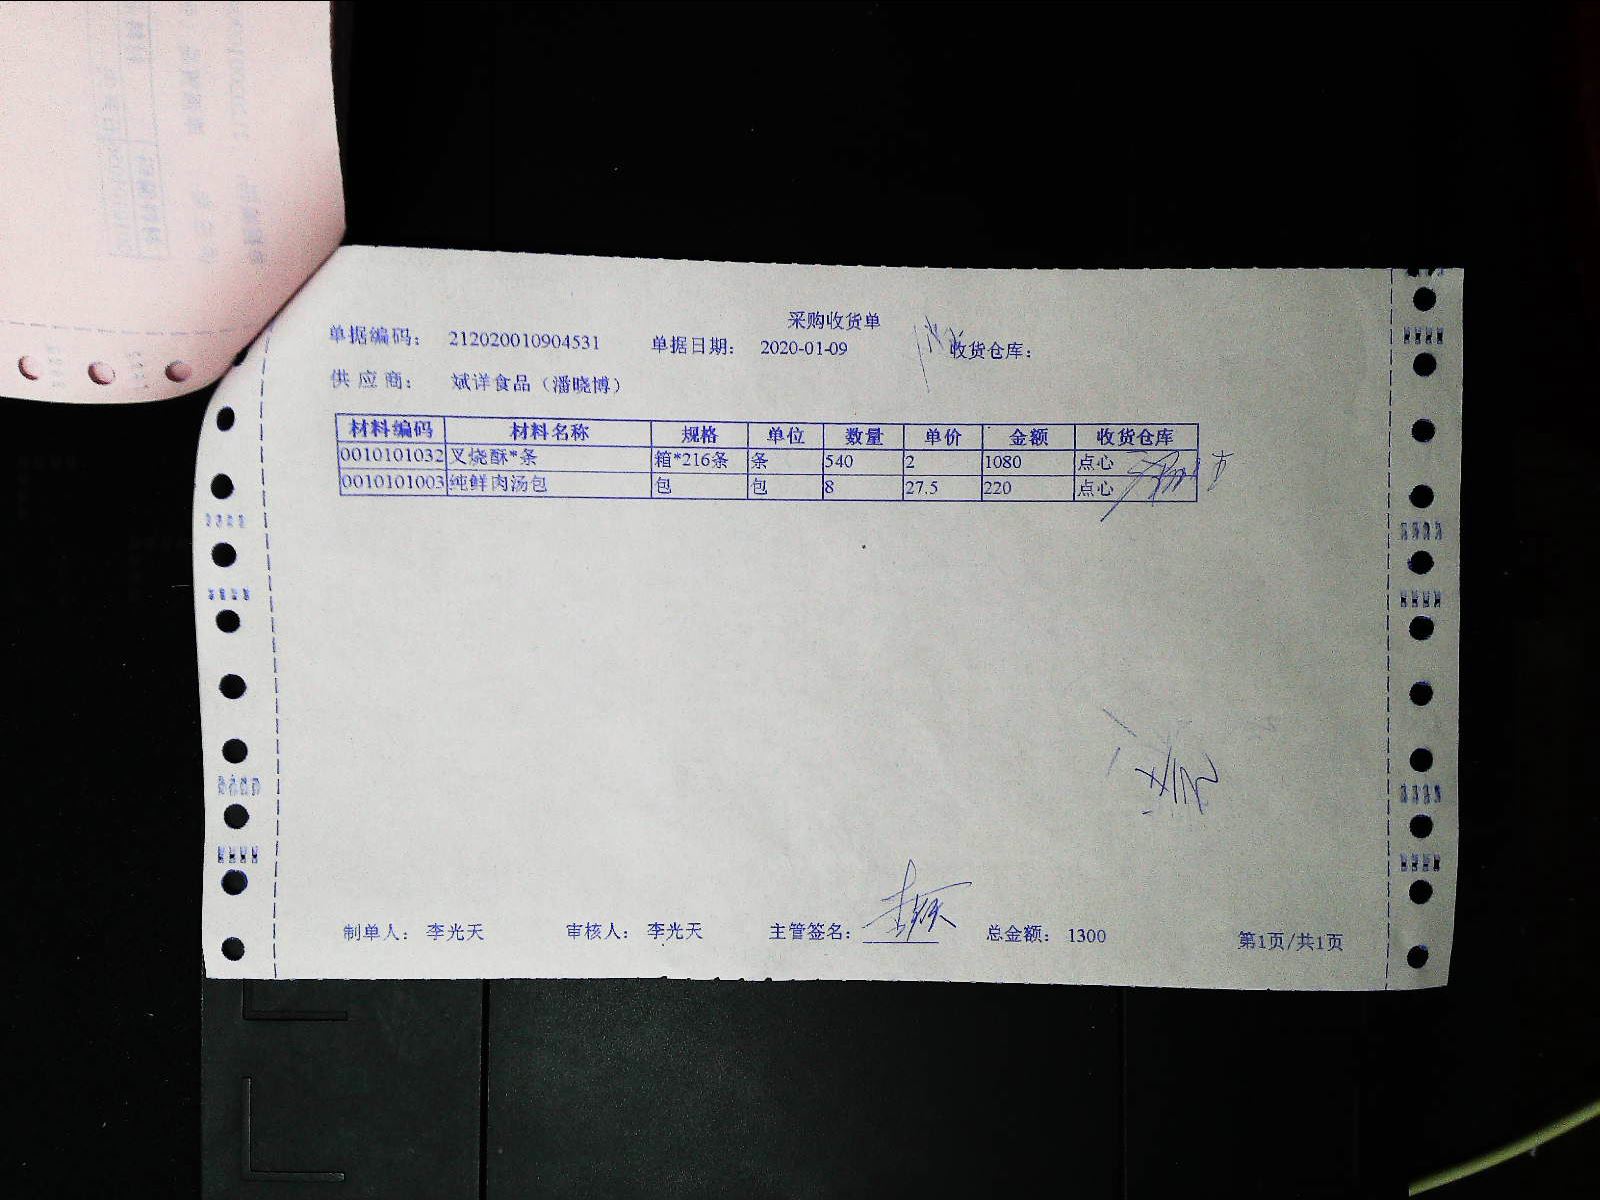 采购收货单
单据编码： 212020010904531 单据日期： 2020-01-09 收货仓库：
供应商： 斌详食品（潘晓博）
材料编码 材料名称 规格 单位 数量 单价 金额 收货仓库
0010101032 叉烧酥*条 箱*216条 条 540 2 1080 点心
0010101003 纯鲜肉汤包 包 包 8 27.5 220 点心
制单人： 李光天 审核人： 李光天 主管签名： 总金额： 1300 第1页/共1页